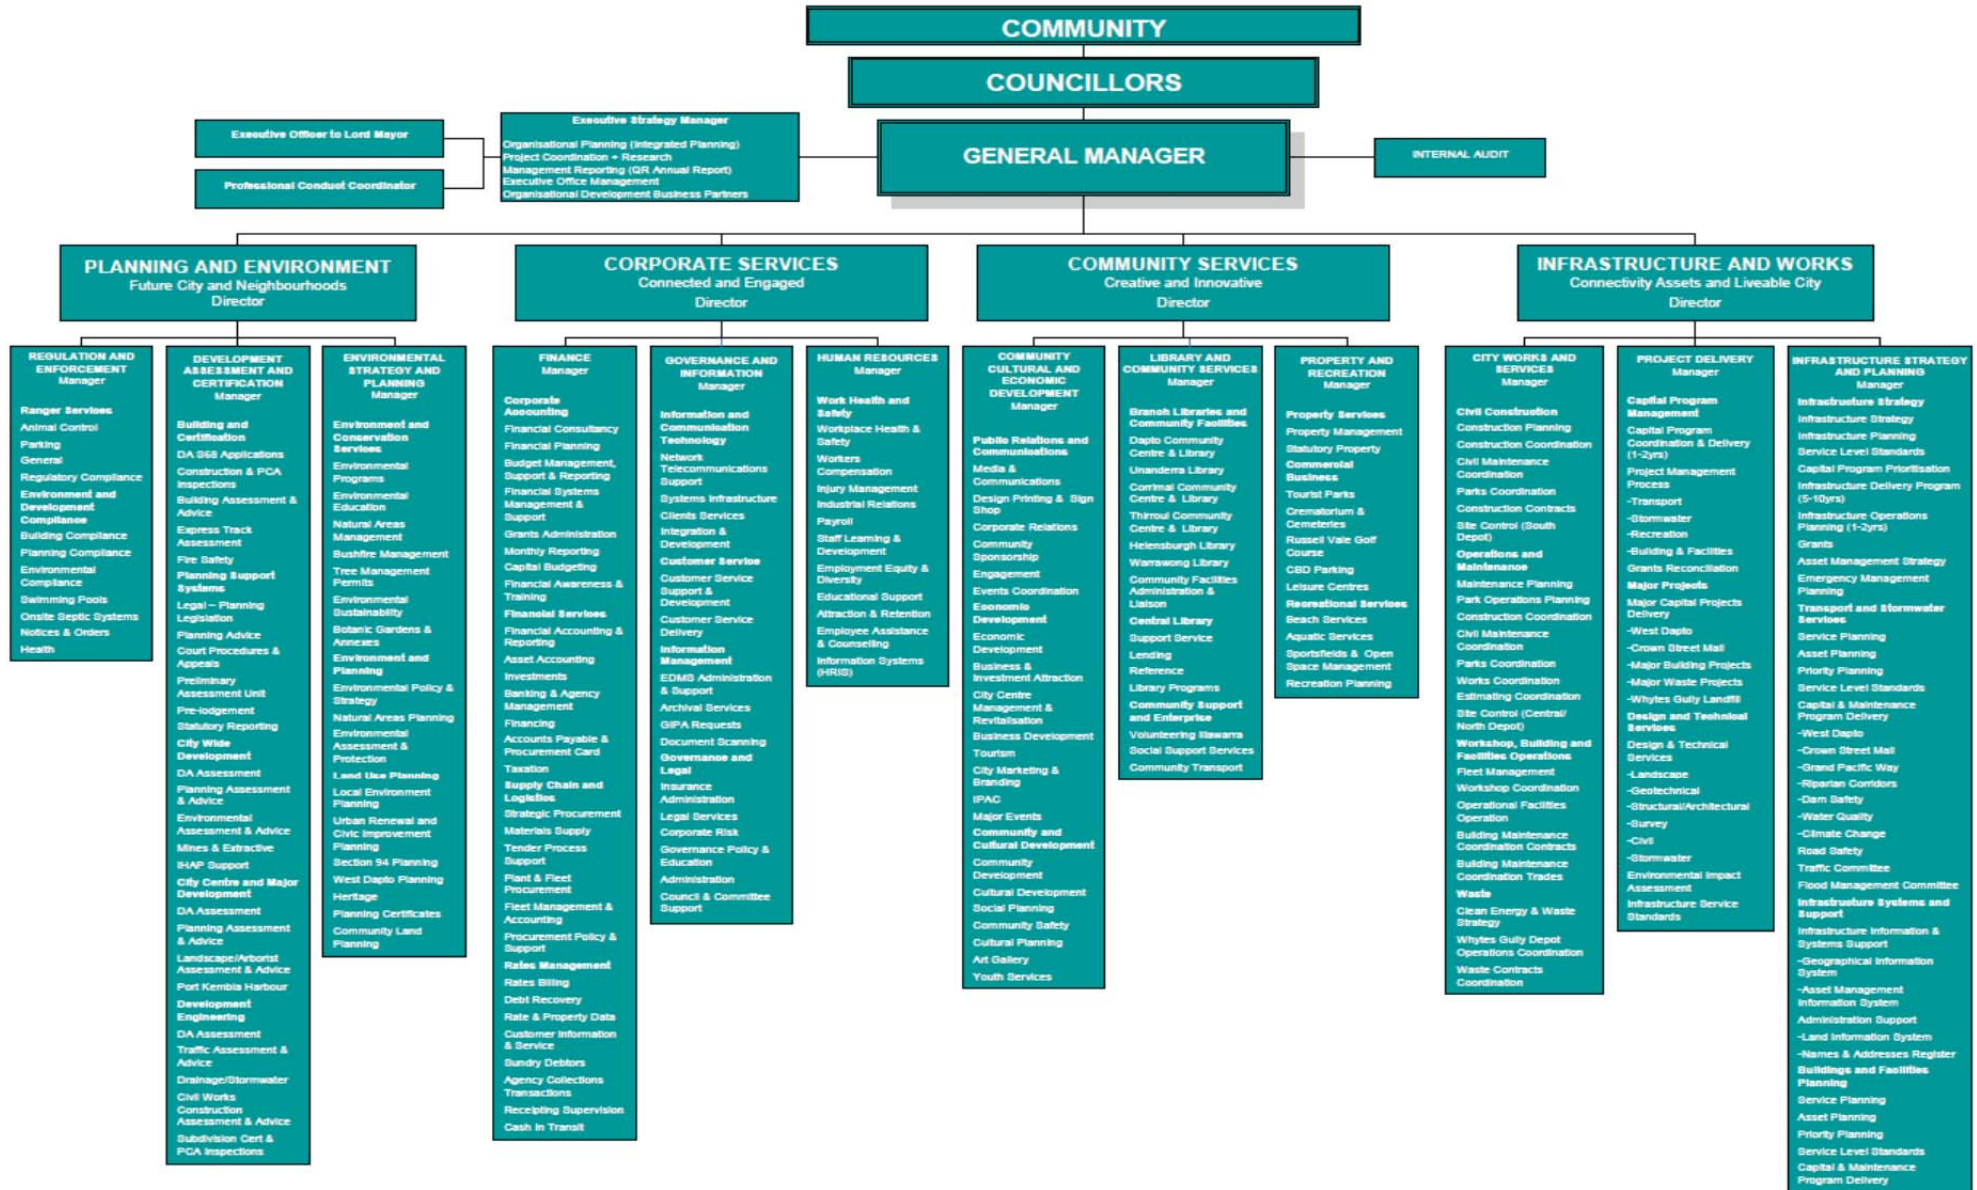 COMMUNITY
COUNCILLORS
GENERAL MANAGER
INTERNAL AUDIT
Executive Strategy Manager
Organisational Planning (Integrated Planning)
Project Coordination + Research
Management Reporting (QR Annual Report)
Executive Office Management
Organisational Development Business Partners
Executive Officer to Lord Mayor
Professional Conduct Coordinator
PLANNING AND ENVIRONMENT
Future City and Neighbourhoods
Director
REGULATION AND
ENFORCEMENT
Manager
Ranger Services
Animal Control
Parking
General
Regulatory Compliance
Environment and
Development
Compliance
Building Compliance
Planning Compliance
Environmental
Compliance
Swimming Pools
Onsite Septic Systems
Notices & Orders
Health
DEVELOPMENT
ASSESSMENT AND
CERTIFICATION
Manager
Building and
Certification
DA S68 Applications
Construction & PCA
Inspections
Building Assessment &
Advice
Express Track
Assessment
Fire Safety
Planning Support
Systems
Legal – Planning
Legislation
Planning Advice
Court Procedures &
Appeals
Preliminary
Assessment Unit
Pre-lodgement
Statutory Reporting
City Wide
Development
DA Assessment
Planning Assessment
& Advice
Environmental
Assessment & Advice
Mines & Extractive
IHAP Support
City Centre and Major
Development
DA Assessment
Planning Assessment
& Advice
Landscape/Arborist
Assessment & Advice
Port Kembla Harbour
Development
Engineering
DA Assessment
Traffic Assessment &
Advice
Drainage/Stormwater
Civil Works
Construction
Assessment & Advice
Subdivision Cert &
PCA Inspections
ENVIRONMENTAL
STRATEGY AND
PLANNING
Manager
Environment and
Conservation
Services
Environmental
Programs
Environmental
Education
Natural Areas
Management
Bushfire Management
Tree Management
Permits
Environmental
Sustainability
Botanic Gardens &
Annexes
Environment and
Planning
Environmental Policy &
Strategy
Natural Areas Planning
Environmental
Assessment &
Protection
Land Use Planning
Local Environment
Planning
Urban Renewal and
Civic Improvement
Planning
Section 94 Planning
West Dapto Planning
Heritage
Planning Certificates
Community Land
Planning
CORPORATE SERVICES
Connected and Engaged
Director
FINANCE
Manager
Corporate
Accounting
Financial Consultancy
Financial Planning
Budget Management,
Support & Reporting
Financial Systems
Management &
Support
Grants Administration
Monthly Reporting
Capital Budgeting
Financial Awareness &
Training
Financial Services
Financial Accounting &
Reporting
Asset Accounting
Investments
Banking & Agency
Management
Financing
Accounts Payable &
Procurement Card
Taxation
Supply Chain and
Logistics
Strategic Procurement
Materials Supply
Tender Process
Support
Plant & Fleet
Procurement
Fleet Management &
Accounting
Procurement Policy &
Support
Rates Management
Rates Billing
Debt Recovery
Rate & Property Data
Customer Information
& Service
Sundry Debtors
Agency Collections
Transactions
Receipting Supervision
Cash In Transit
GOVERNANCE AND
INFORMATION
Manager
Information and
Communication
Technology
Network
Telecommunications
Support
Systems Infrastructure
Clients Services
Integration &
Development
Customer Service
Customer Service
Support &
Development
Customer Service
Delivery
Information
Management
EDMS Administration
& Support
Archival Services
GIPA Requests
Document Scanning
Governance and
Legal
Insurance
Administration
Legal Services
Corporate Risk
Governance Policy &
Education
Administration
Council & Committee
Support
HUMAN RESOURCES
Manager
Work Health and
Safety
Workplace Health &
Safety
Workers
Compensation
Injury Management
Industrial Relations
Payroll
Staff Learning &
Development
Employment Equity &
Diversity
Educational Support
Attraction & Retention
Employee Assistance
& Counselling
Information Systems
(HRIS)
COMMUNITY SERVICES
Creative and Innovative
Director
COMMUNITY
CULTURAL AND
ECONOMIC
DEVELOPMENT
Manager
Public Relations and
Communications
Media &
Communications
Design Printing & Sign
Shop
Corporate Relations
Community
Sponsorship
Engagement
Events Coordination
Economic
Development
Economic
Development
Business &
Investment Attraction
City Centre
Management &
Revitalisation
Business Development
Tourism
City Marketing &
Branding
IPAC
Major Events
Community and
Cultural Development
Community
Development
Cultural Development
Social Planning
Community Safety
Cultural Planning
Art Gallery
Youth Services
LIBRARY AND
COMMUNITY SERVICES
Manager
Branch Libraries and
Community Facilities
Dapto Community
Centre & Library
Unanderra Library
Corrimal Community
Centre & Library
Thirroul Community
Centre & Library
Helensburgh Library
Warrawong Library
Community Facilities
Administration &
Liaison
Central Library
Support Service
Lending
Reference
Library Programs
Community Support
and Enterprise
Volunteering Illawarra
Social Support Services
Community Transport
PROPERTY AND
RECREATION
Manager
Property Services
Property Management
Statutory Property
Commercial
Business
Tourist Parks
Crematorium &
Cemeteries
Russell Vale Golf
Course
CBD Parking
Leisure Centres
Recreational Services
Beach Services
Aquatic Services
Sportsfields & Open
Space Management
Recreation Planning
INFRASTRUCTURE AND WORKS
Connectivity Assets and Liveable City
Director
CITY WORKS AND
SERVICES
Manager
Civil Construction
Construction Planning
Construction Coordination
Civil Maintenance
Coordination
Parks Coordination
Construction Contracts
Site Control (South
Depot)
Operations and
Maintenance
Maintenance Planning
Park Operations Planning
Construction Coordination
Civil Maintenance
Coordination
Parks Coordination
Works Coordination
Estimating Coordination
Site Control (Central/
North Depot)
Workshop, Building and
Facilities Operations
Fleet Management
Workshop Coordination
Operational Facilities
Operation
Building Maintenance
Coordination Contracts
Building Maintenance
Coordination Trades
Waste
Clean Energy & Waste
Strategy
Whytes Gully Depot
Operations Coordination
Waste Contracts
Coordination
PROJECT DELIVERY
Manager
Capital Program
Management
Capital Program
Coordination & Delivery
(1-2yrs)
Project Management
Process
-Transport
-Stormwater
-Recreation
-Building & Facilities
Grants Reconciliation
Major Projects
Major Capital Projects
Delivery
-West Dapto
-Crown Street Mall
-Major Building Projects
-Major Waste Projects
-Whytes Gully Landfill
Design and Technical
Services
Design & Technical
Services
-Landscape
-Geotechnical
-Structural/Architectural
-Survey
-Civil
-Stormwater
Environmental Impact
Assessment
Infrastructure Service
Standards
INFRASTRUCTURE STRATEGY
AND PLANNING
Manager
Infrastructure Strategy
Infrastructure Strategy
Infrastructure Planning
Service Level Standards
Capital Program Prioritisation
Infrastructure Delivery Program
(5-10yrs)
Infrastructure Operations
Planning (1-2yrs)
Grants
Asset Management Strategy
Emergency Management
Planning
Transport and Stormwater
Services
Service Planning
Asset Planning
Priority Planning
Service Level Standards
Capital & Maintenance
Program Delivery
-West Dapto
-Crown Street Mall
-Grand Pacific Way
-Riparian Corridors
-Dam Safety
-Water Quality
-Climate Change
Road Safety
Traffic Committee
Flood Management Committee
Infrastructure Systems and
Support
Infrastructure Information &
Systems Support
-Geographical Information
System
-Asset Management
Information System
Administration Support
-Land Information System
-Names & Addresses Register
Buildings and Facilities
Planning
Service Planning
Asset Planning
Priority Planning
Service Level Standards
Capital & Maintenance
Program Delivery